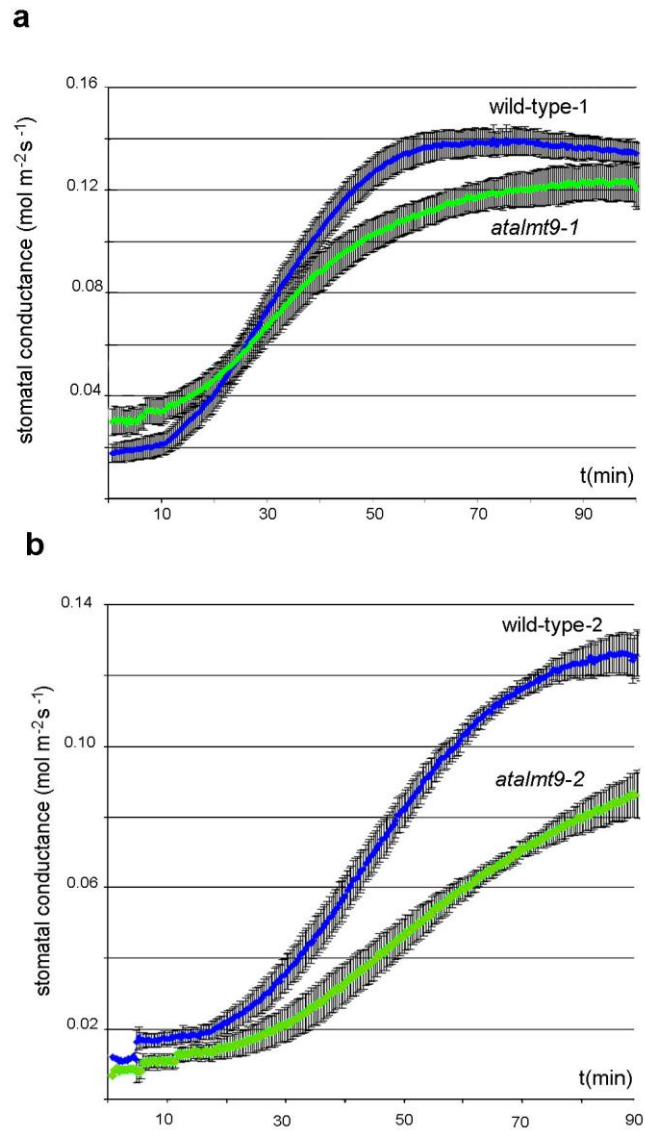 a
0.16
wild-type-1
0.12
atalmt9-1
0.08
0.04
stomatal conductance (mol m⁻²s⁻¹)
t(min)
10 30 50 70 90
b
0.14
wild-type-2
0.10
atalmt9-2
0.06
0.02
stomatal conductance (mol m⁻²s⁻¹)
t(min)
10 30 50 70 90